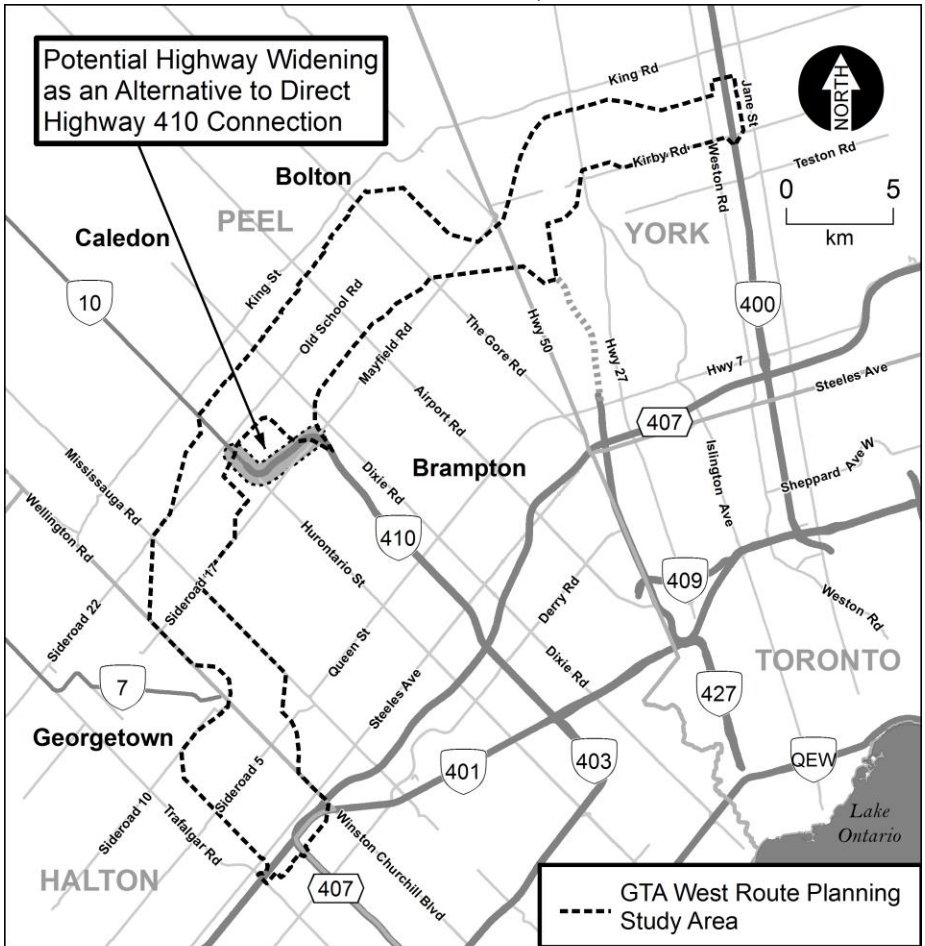 Potential Highway Widening
as an Alternative to Direct
Highway 410 Connection
King Rd
Jane St
NORTH
Bolton
Kirby Rd
Weston Rd
Teston Rd
0 5
km
PEEL
YORK
Caledon
King St
10
Old School Rd
Mayfield Rd
The Gore Rd
Hwy 50
Hwy 27
400
Hwy 7
Steeles Ave
407
Airport Rd
Mississauga Rd
Brampton
Dixie Rd
Islington Ave
Sheppard Ave W
Wellington Rd
410
Hurontario St
Sideroad 17
Sideroad 22
Derry Rd
409
Weston Rd
Queen St
Dixie Rd
TORONTO
7
Steeles Ave
427
Georgetown
401
403
QEW
Sideroad 5
Sideroad 10
Trafalgar Rd
Winston Churchill Blvd
Lake
Ontario
HALTON
407
GTA West Route Planning
Study Area